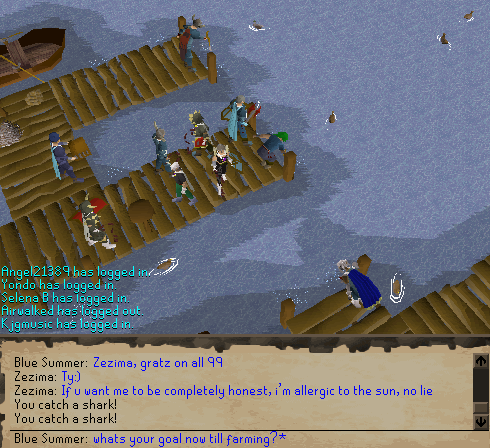 Angel21389 has logged in.
Yondo has logged in.
Selena B has logged in.
Airwalked has logged out.
Kjgmusic has logged in.
Blue Summer: Zezima, gratz on all 99
Zezima: Ty:)
Zezima: If u want me to be completely honest, i'm allergic to the sun, no lie
You catch a shark!
You catch a shark!
Blue Summer: whats your goal now till farming?*